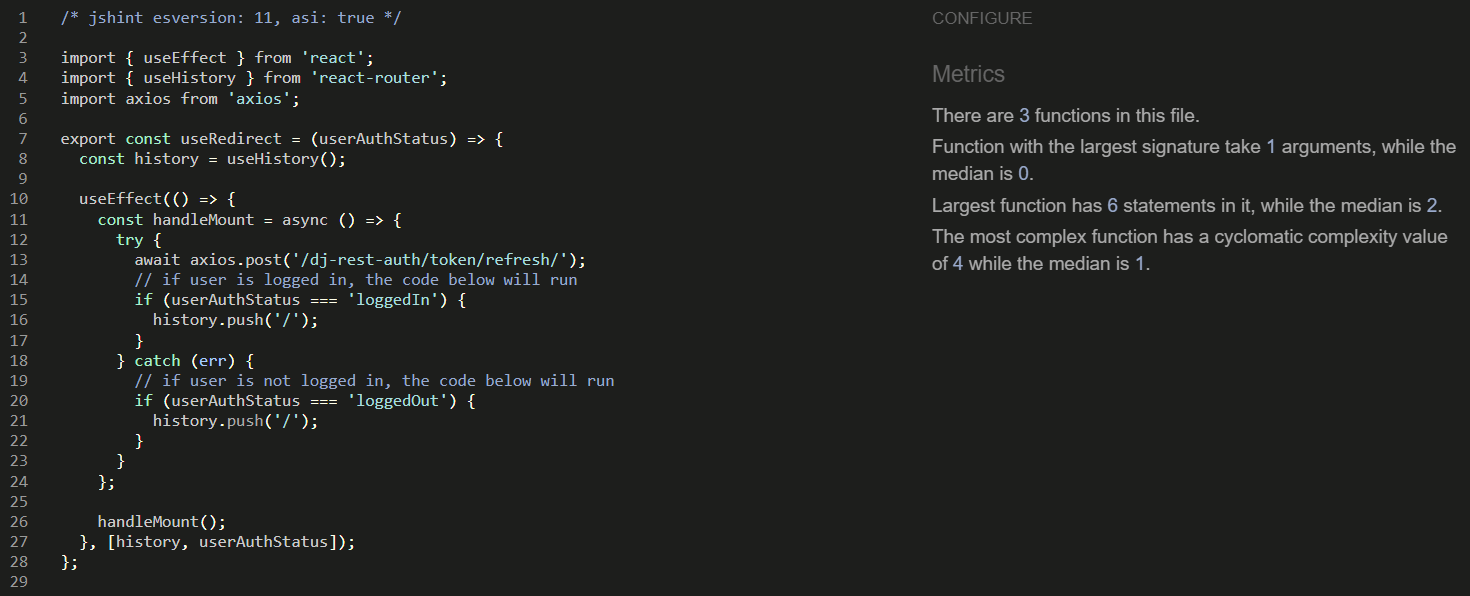 1 /* jshint esversion: 11, asi: true */
2
3 import { useEffect } from 'react';
4 import { useHistory } from 'react-router';
5 import axios from 'axios';
6
7 export const useRedirect = (userAuthStatus) => {
8   const history = useHistory();
9
10   useEffect(() => {
11     const handleMount = async () => {
12       try {
13         await axios.post('/dj-rest-auth/token/refresh/');
14         // if user is logged in, the code below will run
15         if (userAuthStatus === 'loggedIn') {
16           history.push('/');
17         }
18       } catch (err) {
19         // if user is not logged in, the code below will run
20         if (userAuthStatus === 'loggedOut') {
21           history.push('/');
22         }
23       }
24     };
25
26     handleMount();
27   }, [history, userAuthStatus]);
28 };
29
CONFIGURE
Metrics
There are 3 functions in this file.
Function with the largest signature take 1 arguments, while the
median is 0.
Largest function has 6 statements in it, while the median is 2.
The most complex function has a cyclomatic complexity value
of 4 while the median is 1.